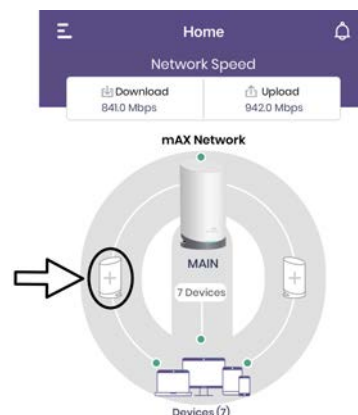 Home
Network Speed
Download Upload
841.0 Mbps 942.0 Mbps
mAX Network
MAIN
7 Devices
Devices (7)